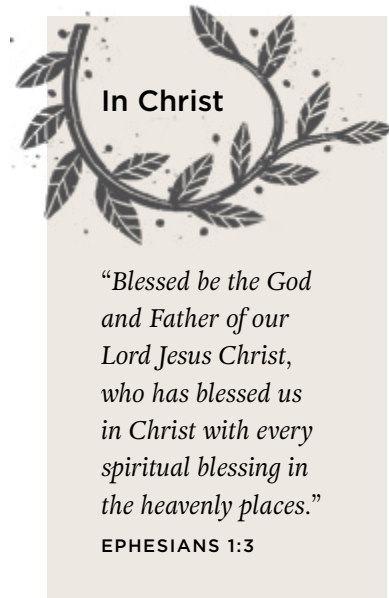 In Christ
“Blessed be the God
and Father of our
Lord Jesus Christ,
who has blessed us
in Christ with every
spiritual blessing in
the heavenly places.”
EPHESIANS 1:3